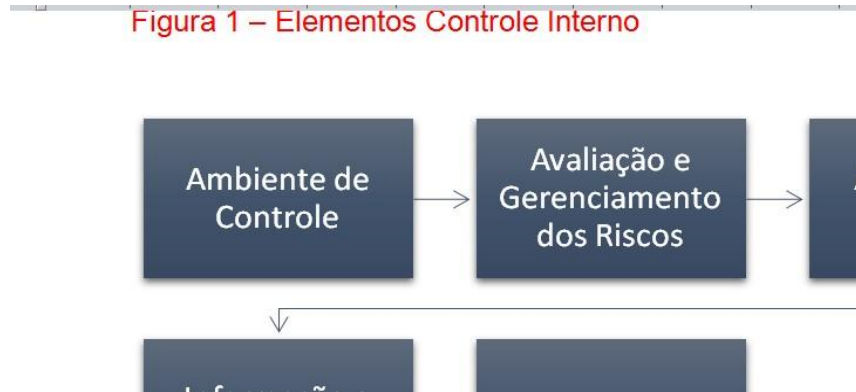 Figura 1 – Elementos Controle Interno
Ambiente de
Controle
Avaliação e
Gerenciamento
dos Riscos